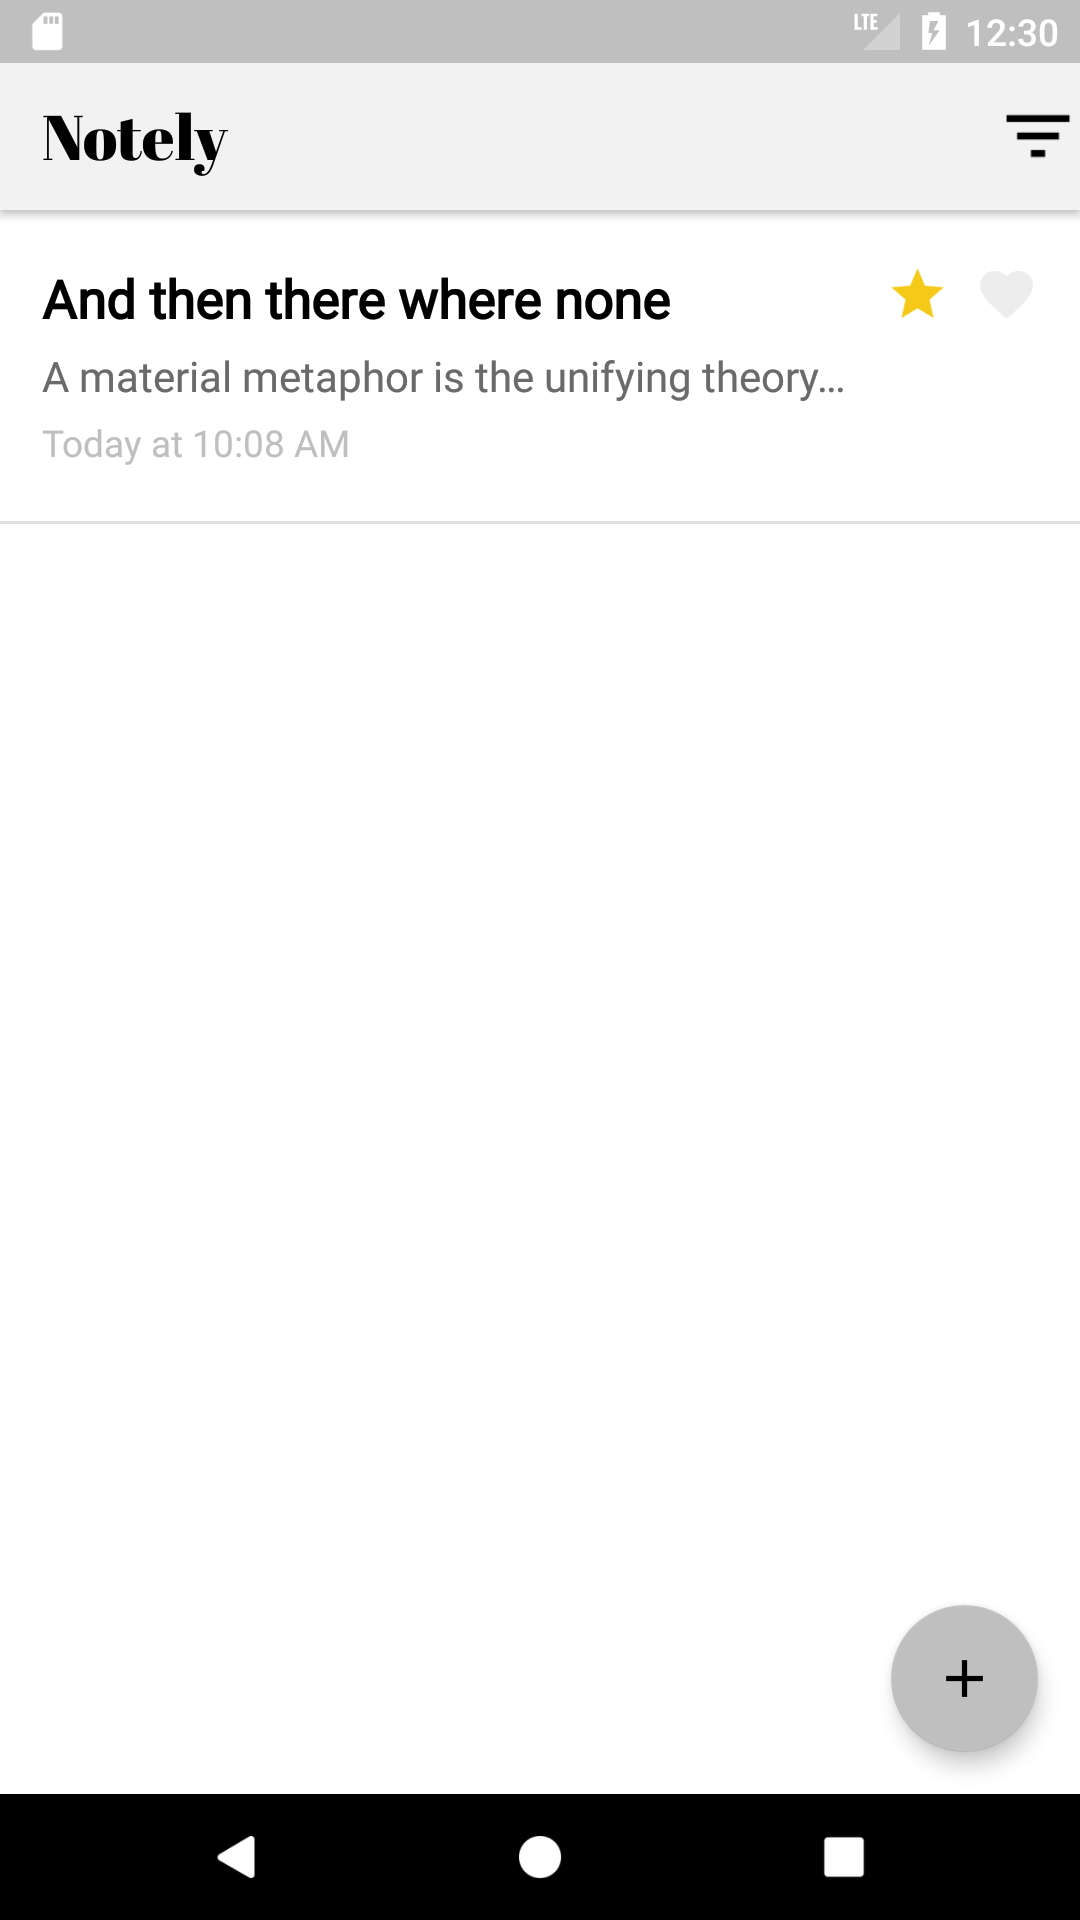 LTE 12:30
Notely
And then there where none
A material metaphor is the unifying theory...
Today at 10:08 AM